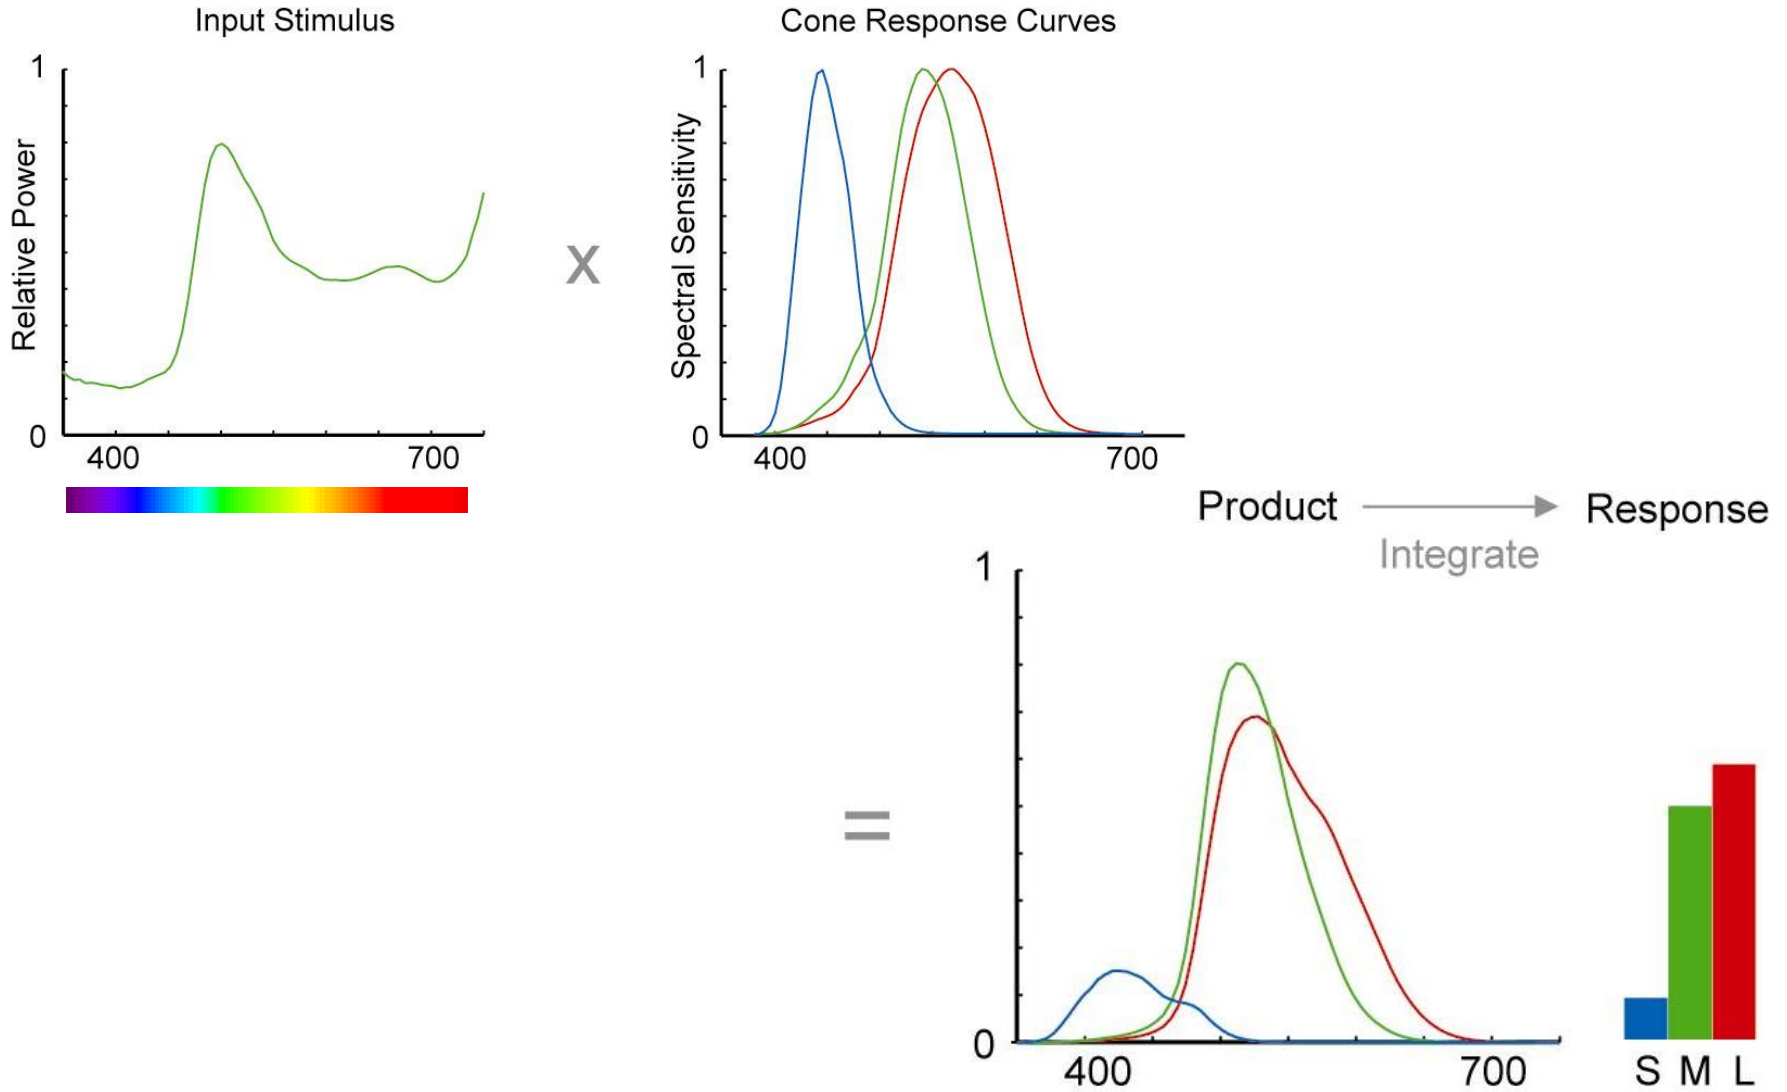 Input Stimulus
1
Relative Power
0
400 700
x
Cone Response Curves
1
Spectral Sensitivity
0
400 700
Product Response
Integrate
=
1
0
400 700
S M L